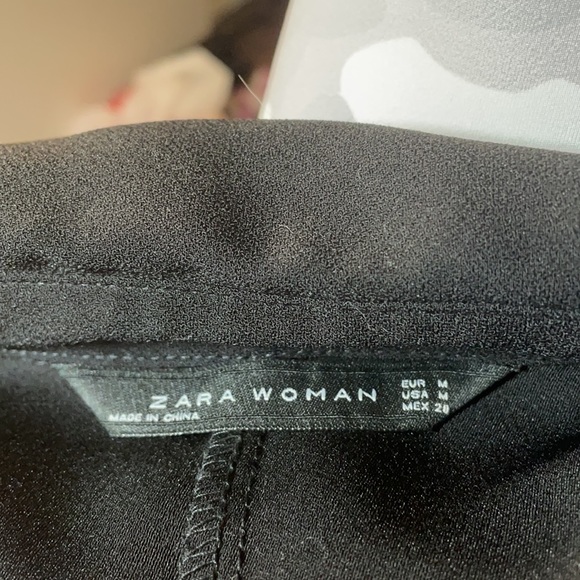 ZARA WOMAN
MADE IN CHINA
EUR M
USA M
MEX 28